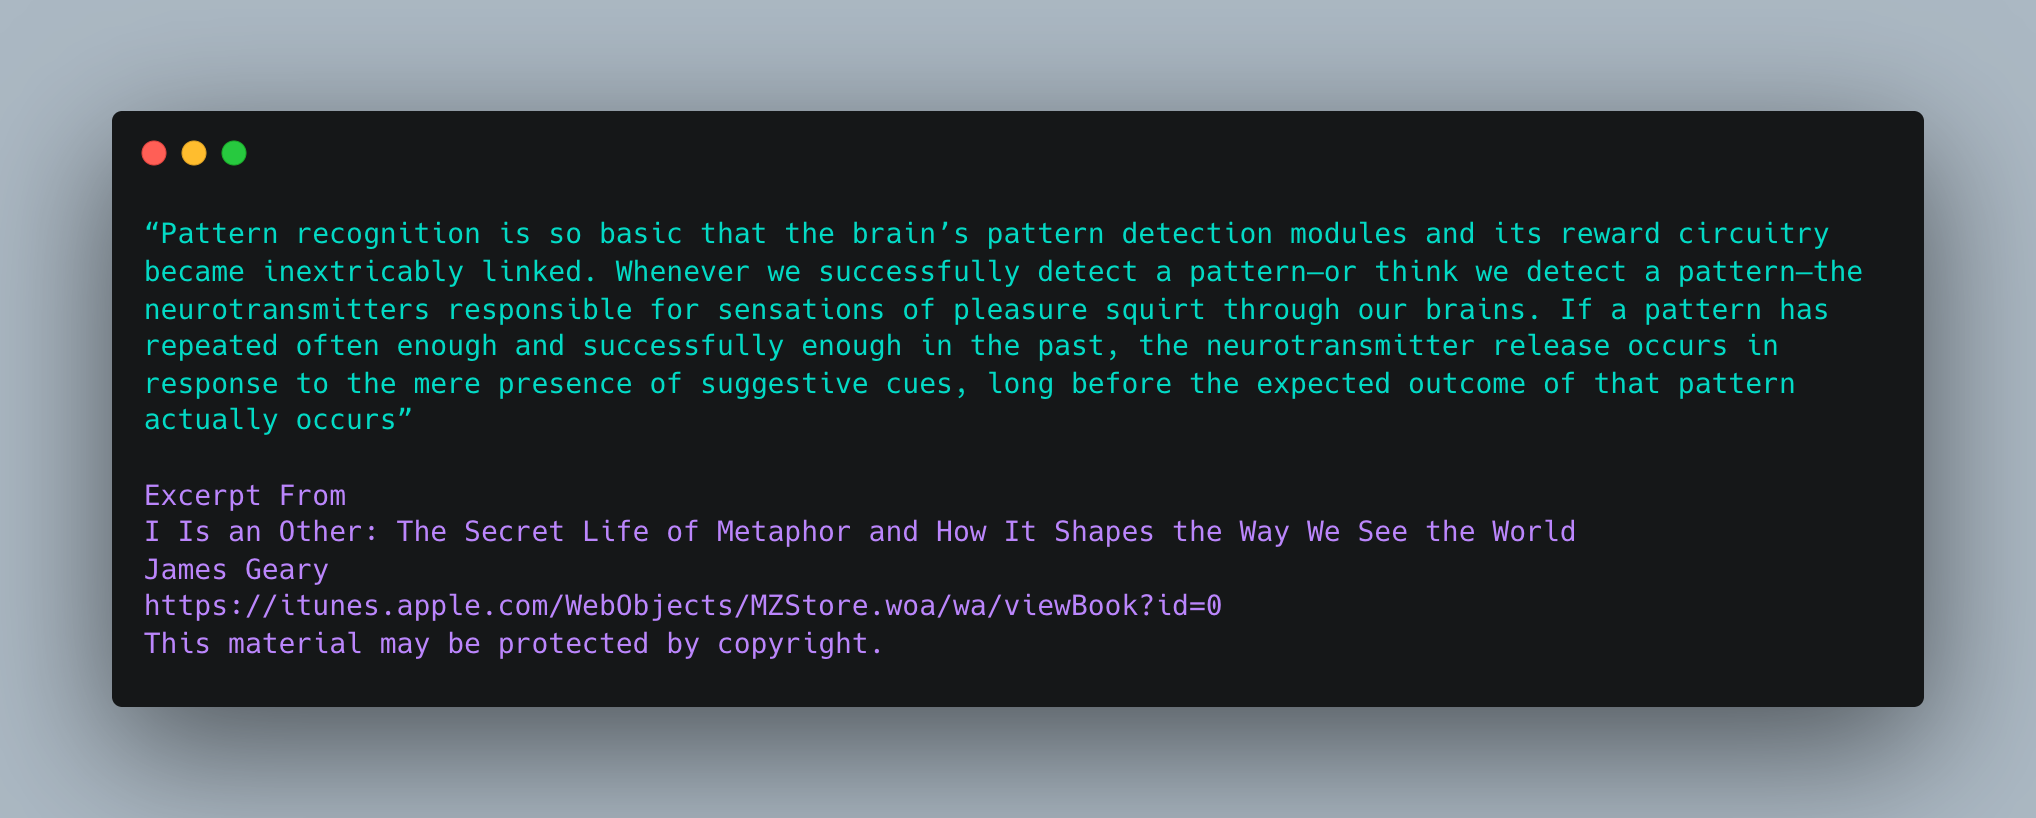 “Pattern recognition is so basic that the brain’s pattern detection modules and its reward circuitry
became inextricably linked. Whenever we successfully detect a pattern—or think we detect a pattern—the
neurotransmitters responsible for sensations of pleasure squirt through our brains. If a pattern has
repeated often enough and successfully enough in the past, the neurotransmitter release occurs in
response to the mere presence of suggestive cues, long before the expected outcome of that pattern
actually occurs”
Excerpt From
I Is an Other: The Secret Life of Metaphor and How It Shapes the Way We See the World
James Geary
https://itunes.apple.com/WebObjects/MZStore.woa/wa/viewBook?id=0
This material may be protected by copyright.